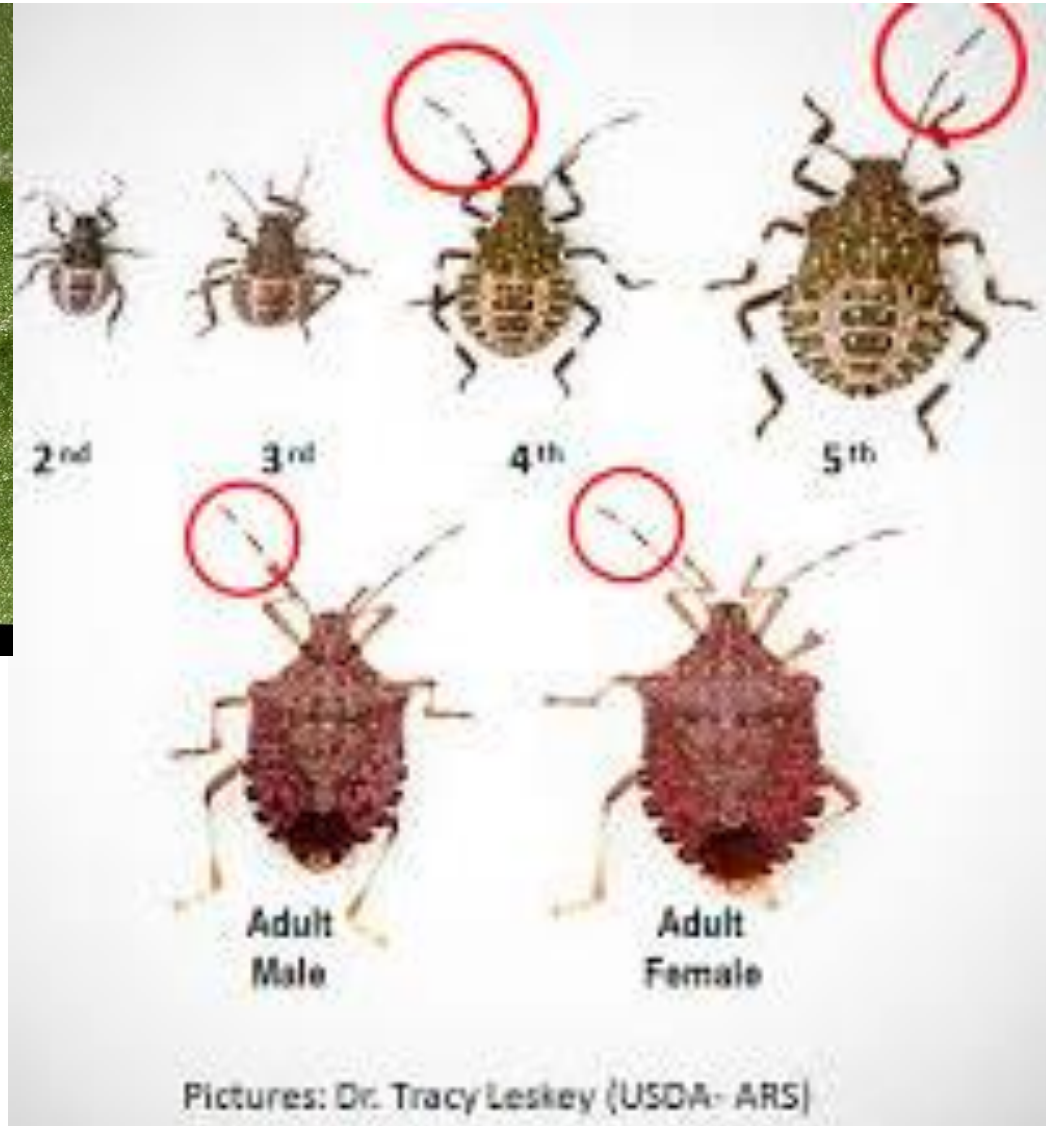 2nd
3rd
4th
5th
Adult
Male
Adult
Female
Pictures: Dr. Tracy Leskey (USDA- ARS)